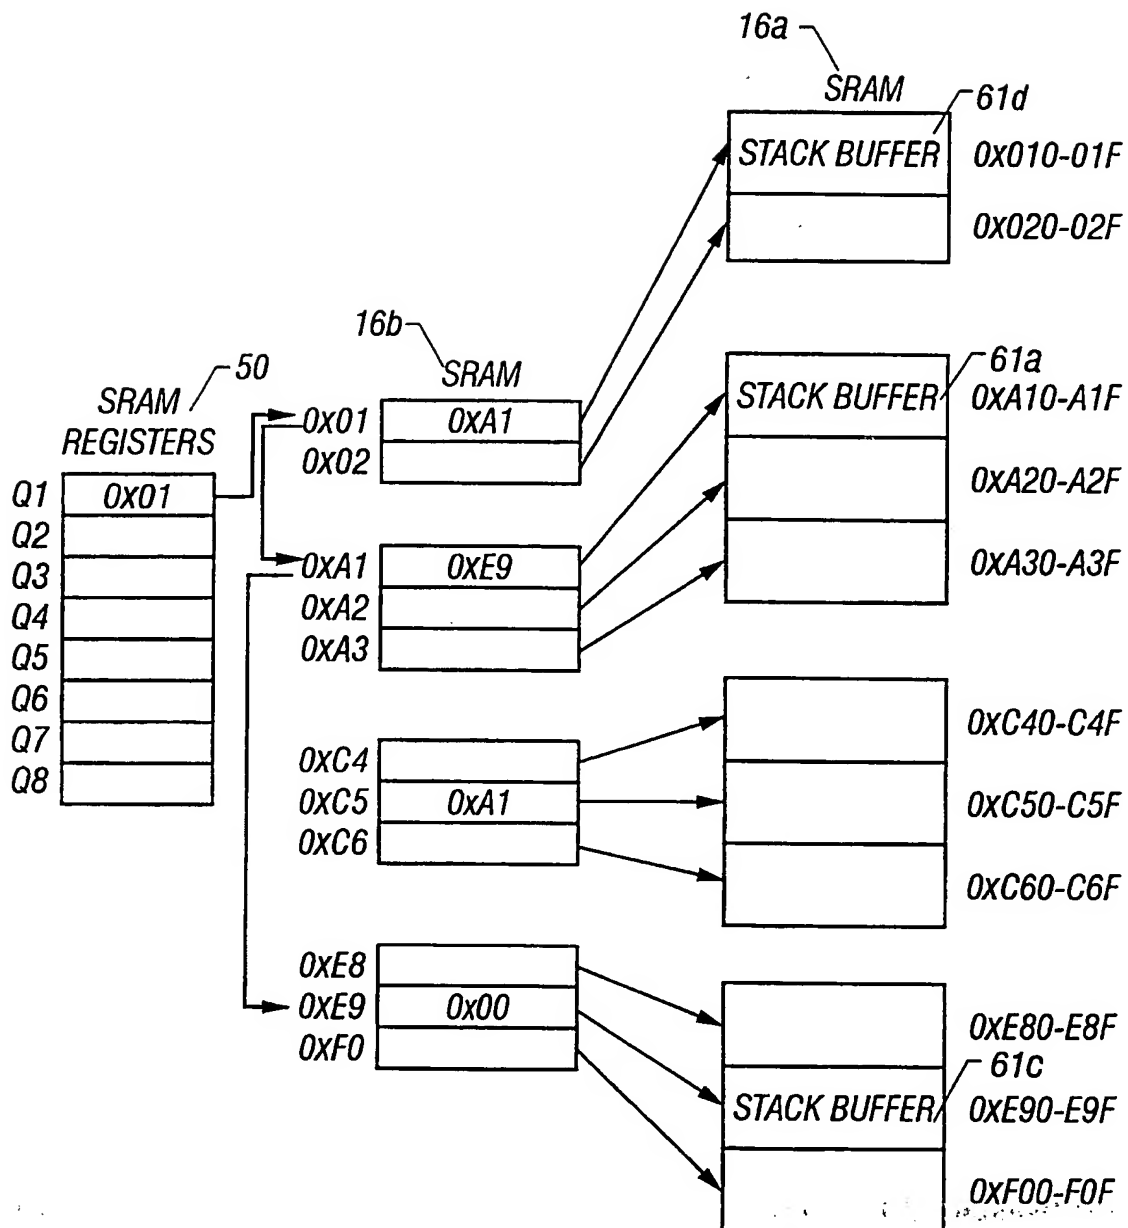 16a
SRAM
61d
STACK BUFFER
0x010-01F
0x020-02F
16b
SRAM
0x01
0xA1
0x02
50
SRAM
REGISTERS
Q1
0x01
Q2
Q3
Q4
Q5
Q6
Q7
Q8
61a
STACK BUFFER
0xA10-A1F
0xA20-A2F
0xA30-A3F
0xA1
0xE9
0xA2
0xA3
0xC4
0xC5
0xA1
0xC6
0xC40-C4F
0xC50-C5F
0xC60-C6F
0xE8
0xE9
0x00
0xF0
0xE80-E8F
61c
STACK BUFFER
0xE90-E9F
0xF00-F0F